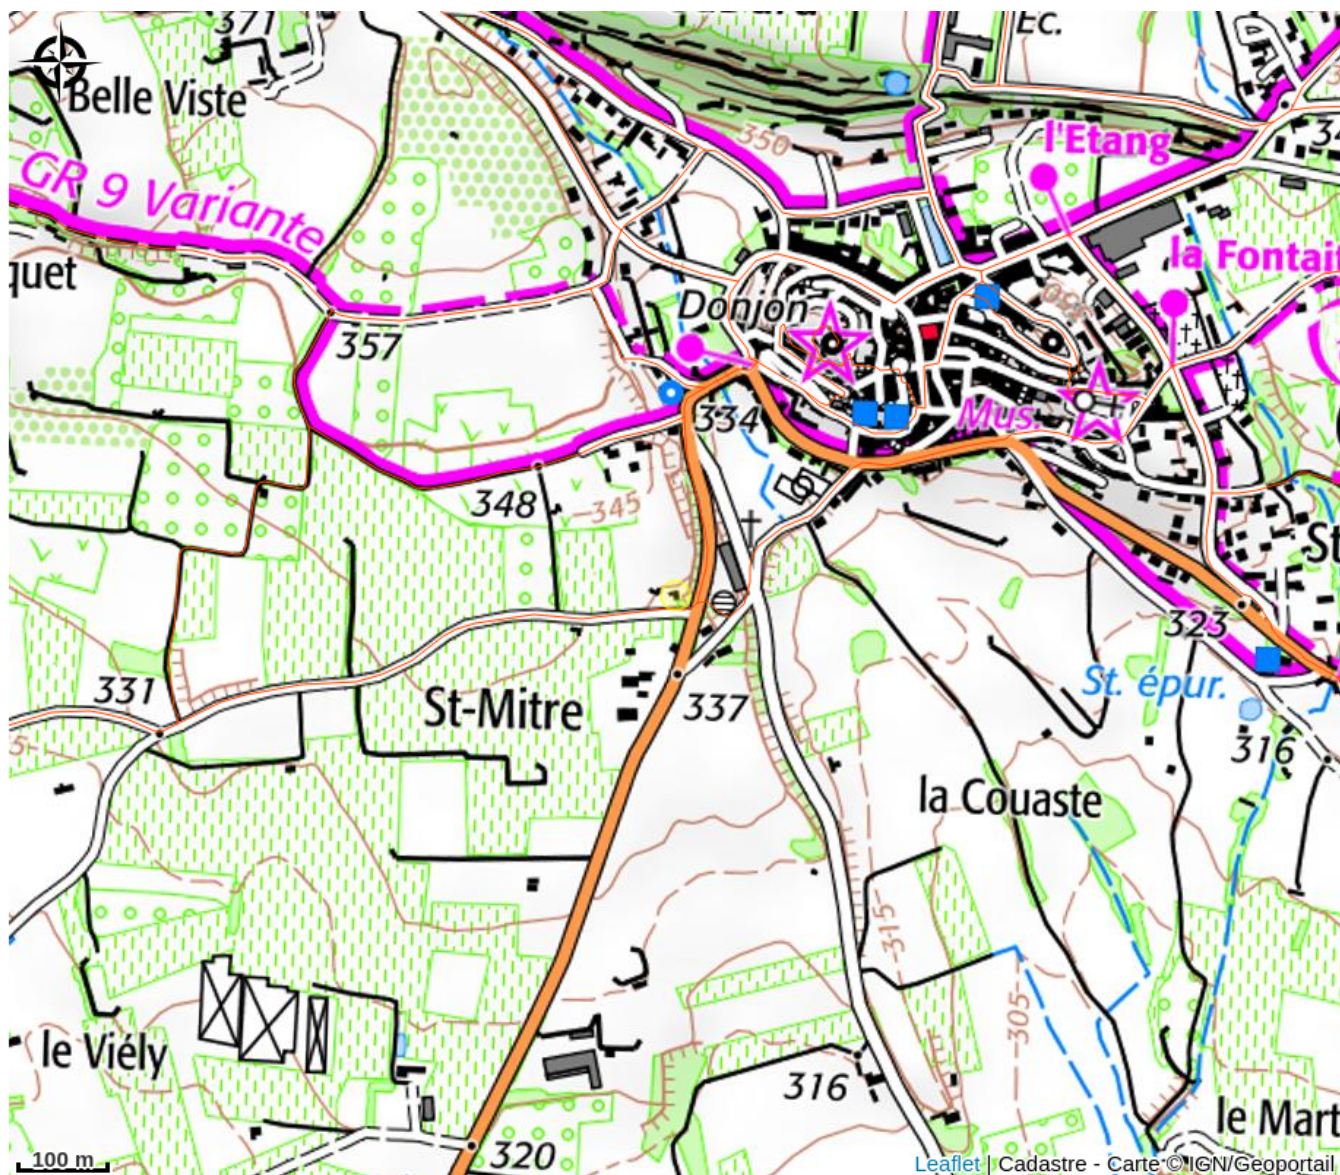 371
EC.
Belle Viste
350
l'Etang
GR 9 Variante
la Fontai
quet
Donjon
350
357
334
Mus.
348
345
St
323
331
St-Mitre
337
St. épur.
316
5
la Couaste
315
305
le Viély
316
le Mart
320
100 m
Leaflet | Cadastre - Carte © IGN/Geoportail